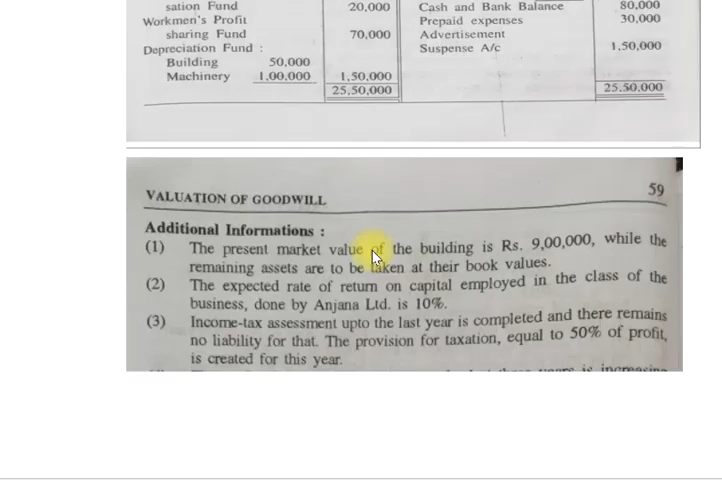 sation Fund 20,000 Cash and Bank Balance 80,000
Workmen's Profit Prepaid expenses 30,000
sharing Fund 70,000 Advertisement
Depreciation Fund : Suspense A/c 1,50,000
Building 50,000
Machinery 1,00,000 1,50,000
25,50,000 25,50,000
VALUATION OF GOODWILL 59
Additional Informations :
(1) The present market value of the building is Rs. 9,00,000, while the
remaining assets are to be taken at their book values.
(2) The expected rate of return on capital employed in the class of the
business, done by Anjana Ltd. is 10%.
(3) Income-tax assessment upto the last year is completed and there remains
no liability for that. The provision for taxation, equal to 50% of profit,
is created for this year.
is increasing